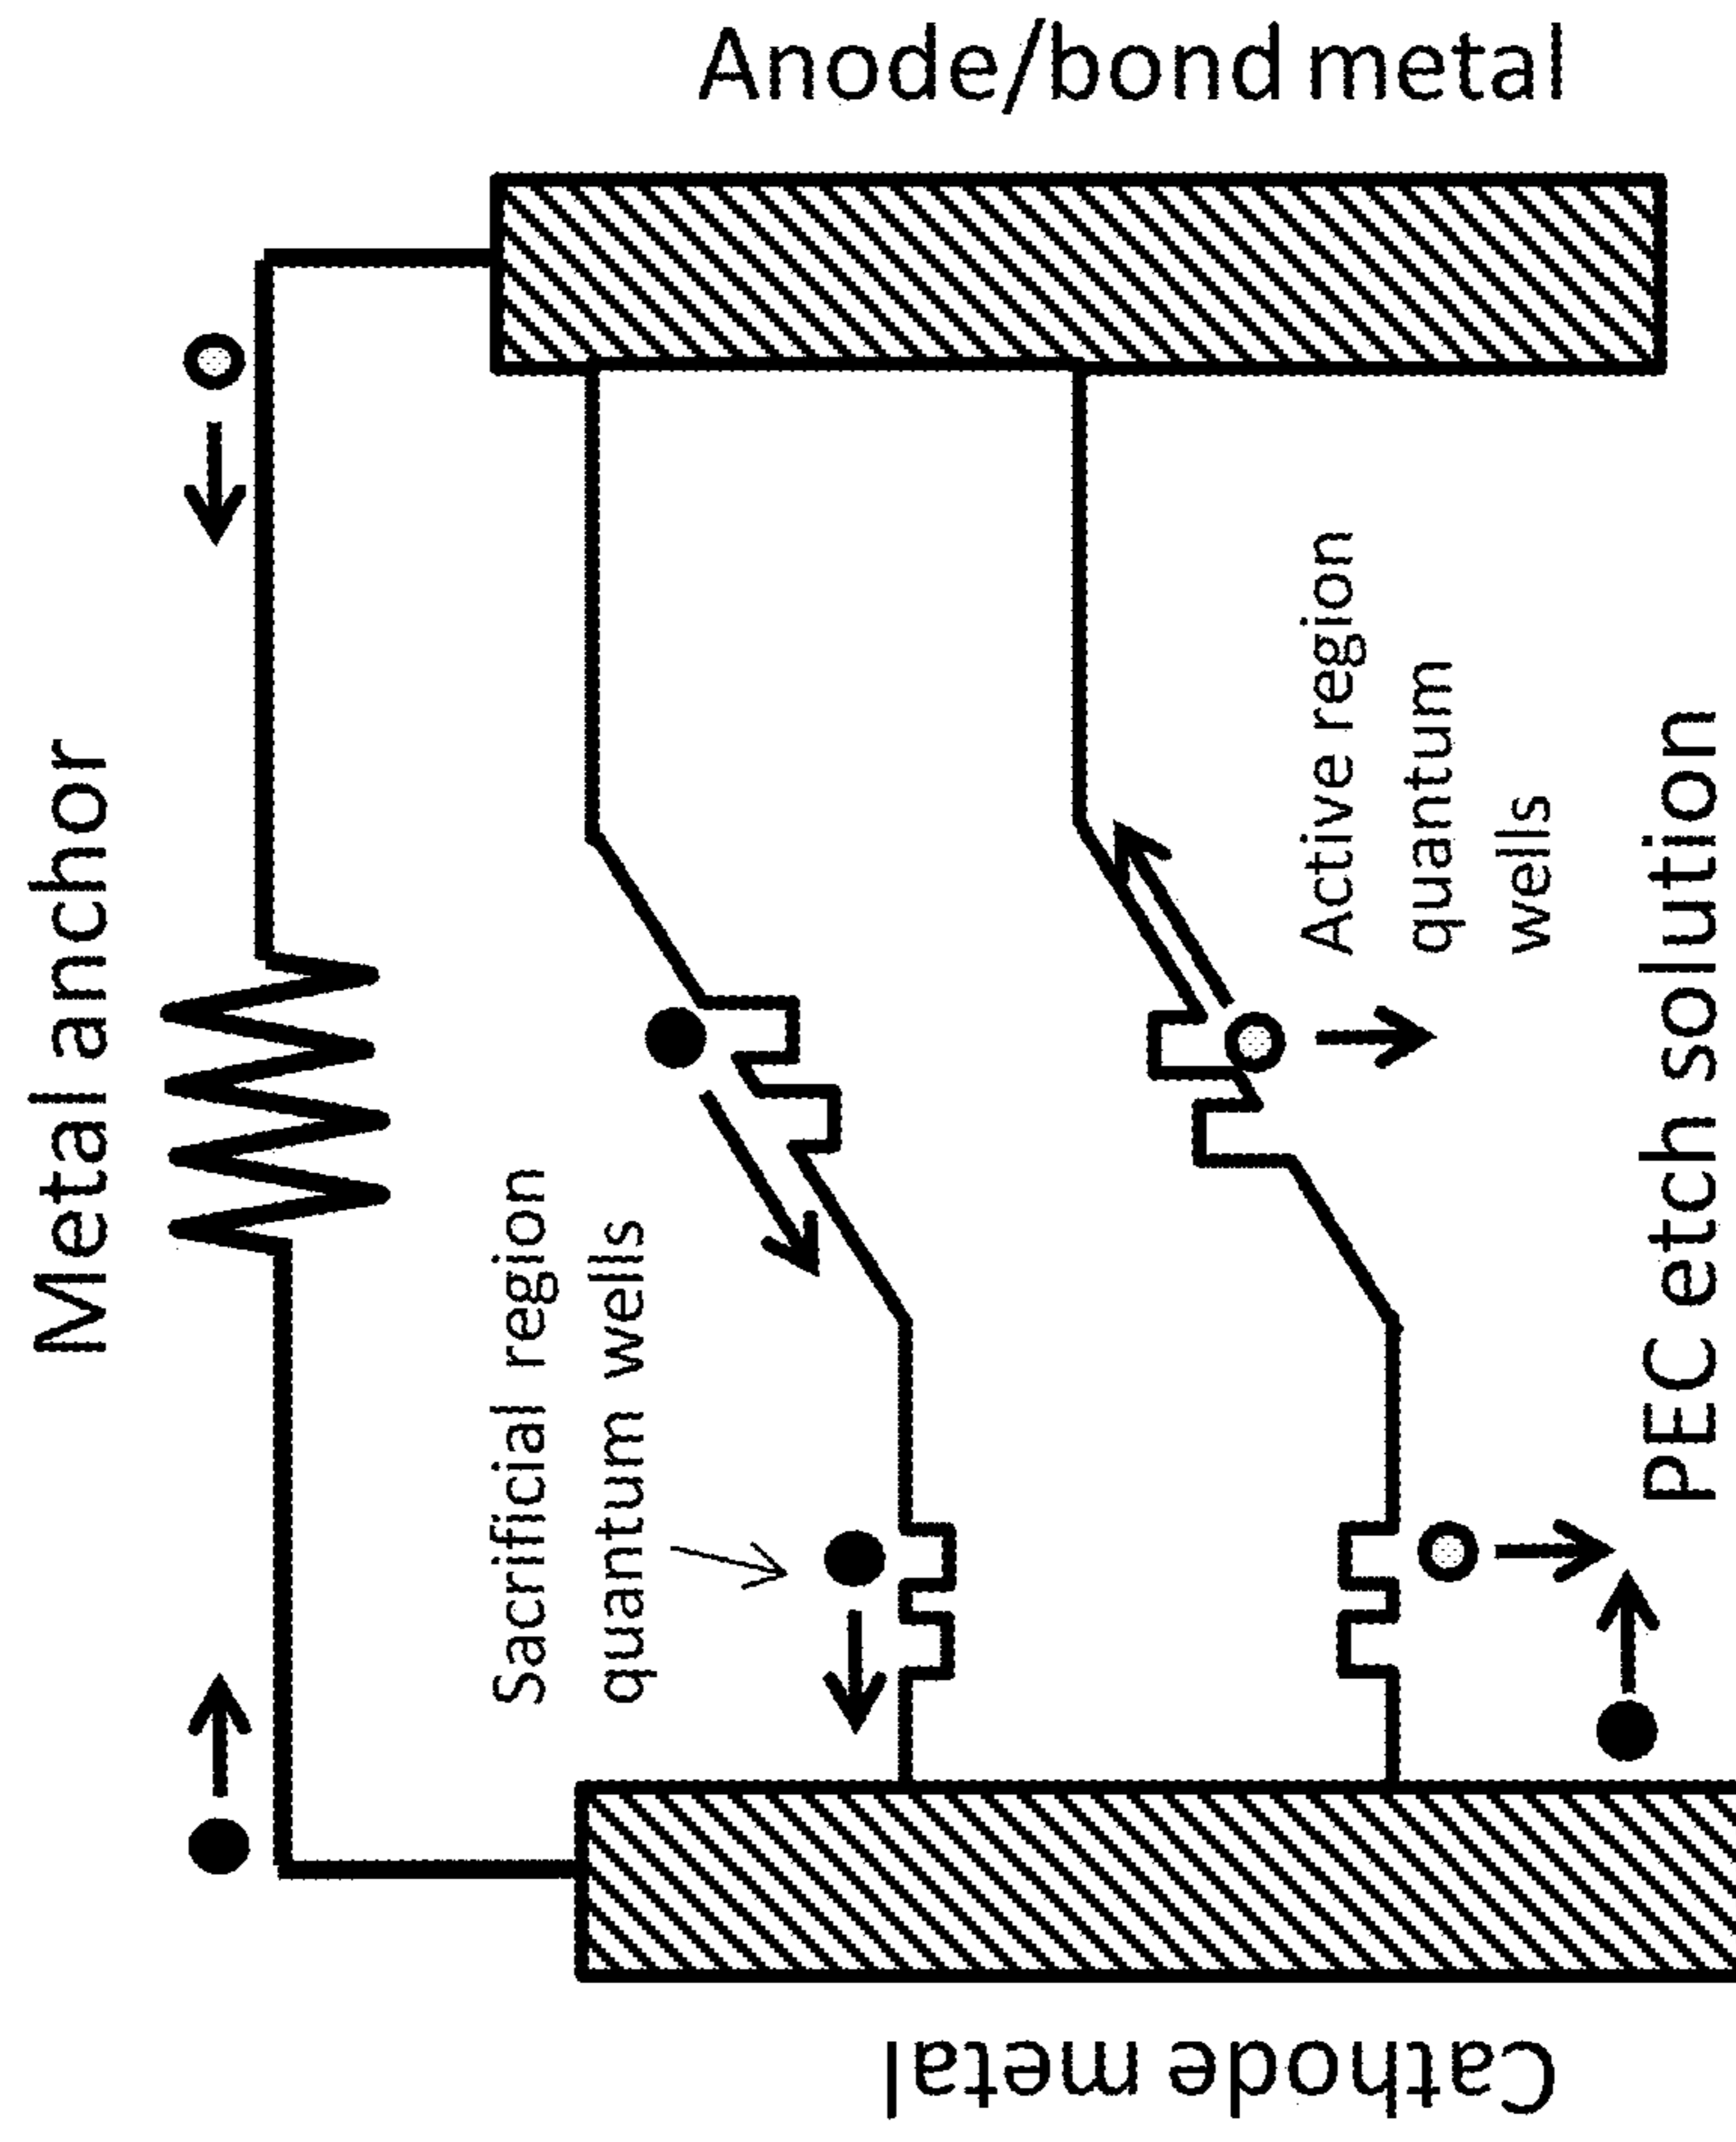 Metal anchor
Cathode metal
Sacrificial region
quantum wells
Active region
quantum
wells
Anode/bond metal
PEC etch solution